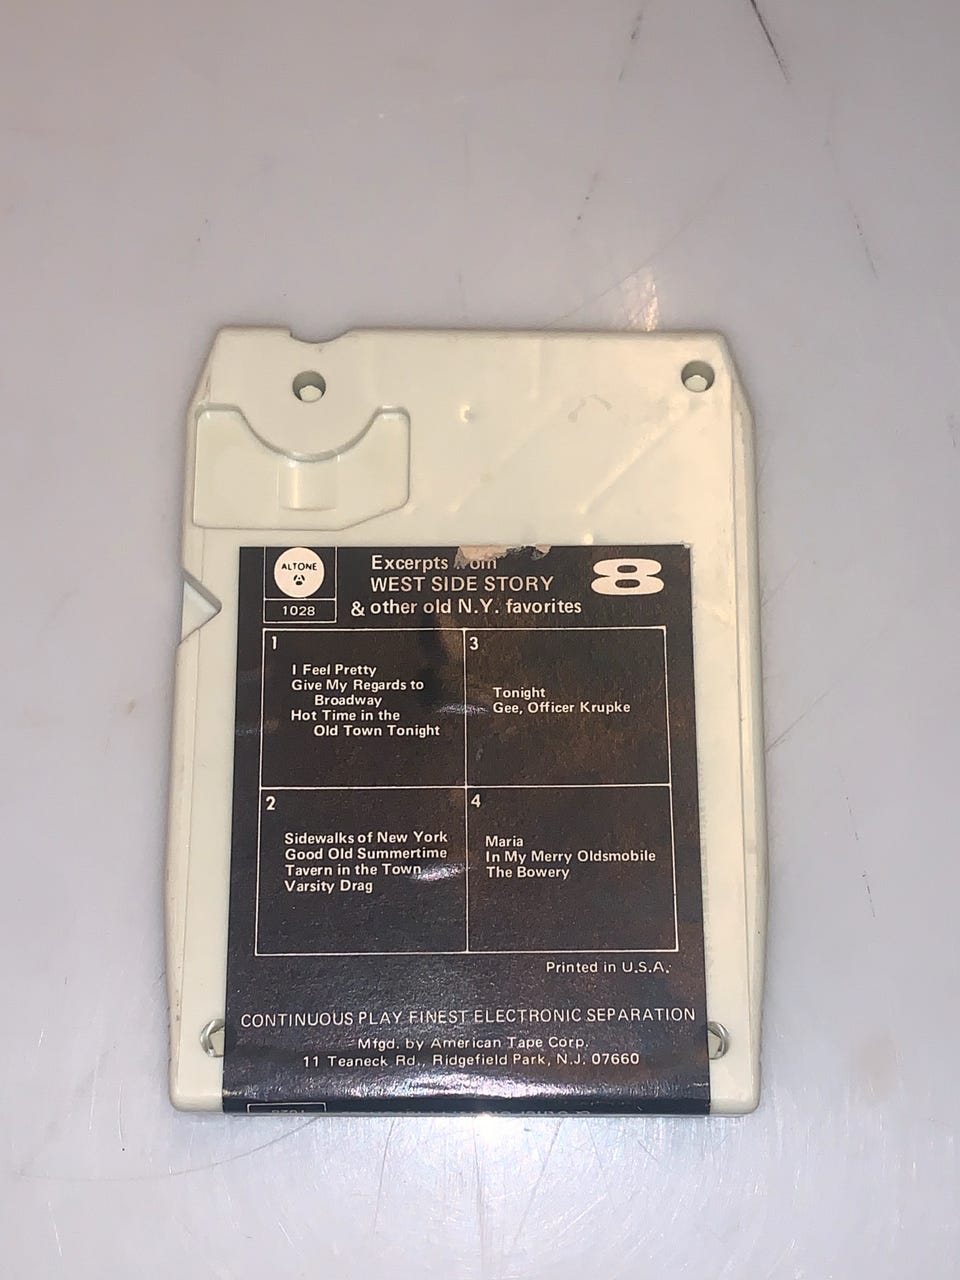 ALTONE
A
1028
Excerpts from
WEST SIDE STORY
& other old N.Y. favorites
8
1
I Feel Pretty
Give My Regards to
Broadway
Hot Time in the
Old Town Tonight
3
Tonight
Gee, Officer Krupke
2
Sidewalks of New York
Good Old Summertime
Tavern in the Town
Varsity Drag
4
Maria
In My Merry Oldsmobile
The Bowery
Printed in U.S.A.
CONTINUOUS PLAY FINEST ELECTRONIC SEPARATION
Mfgd. by American Tape Corp.
11 Teaneck Rd., Ridgefield Park, N.J. 07660